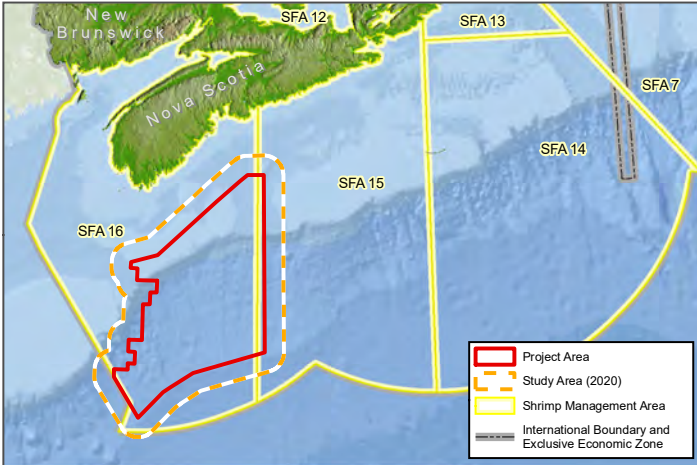 New
Brunswick
SFA 12
SFA 13
SFA 7
Nova Scotia
SFA 14
SFA 15
SFA 16
Project Area
Study Area (2020)
Shrimp Management Area
International Boundary and
Exclusive Economic Zone